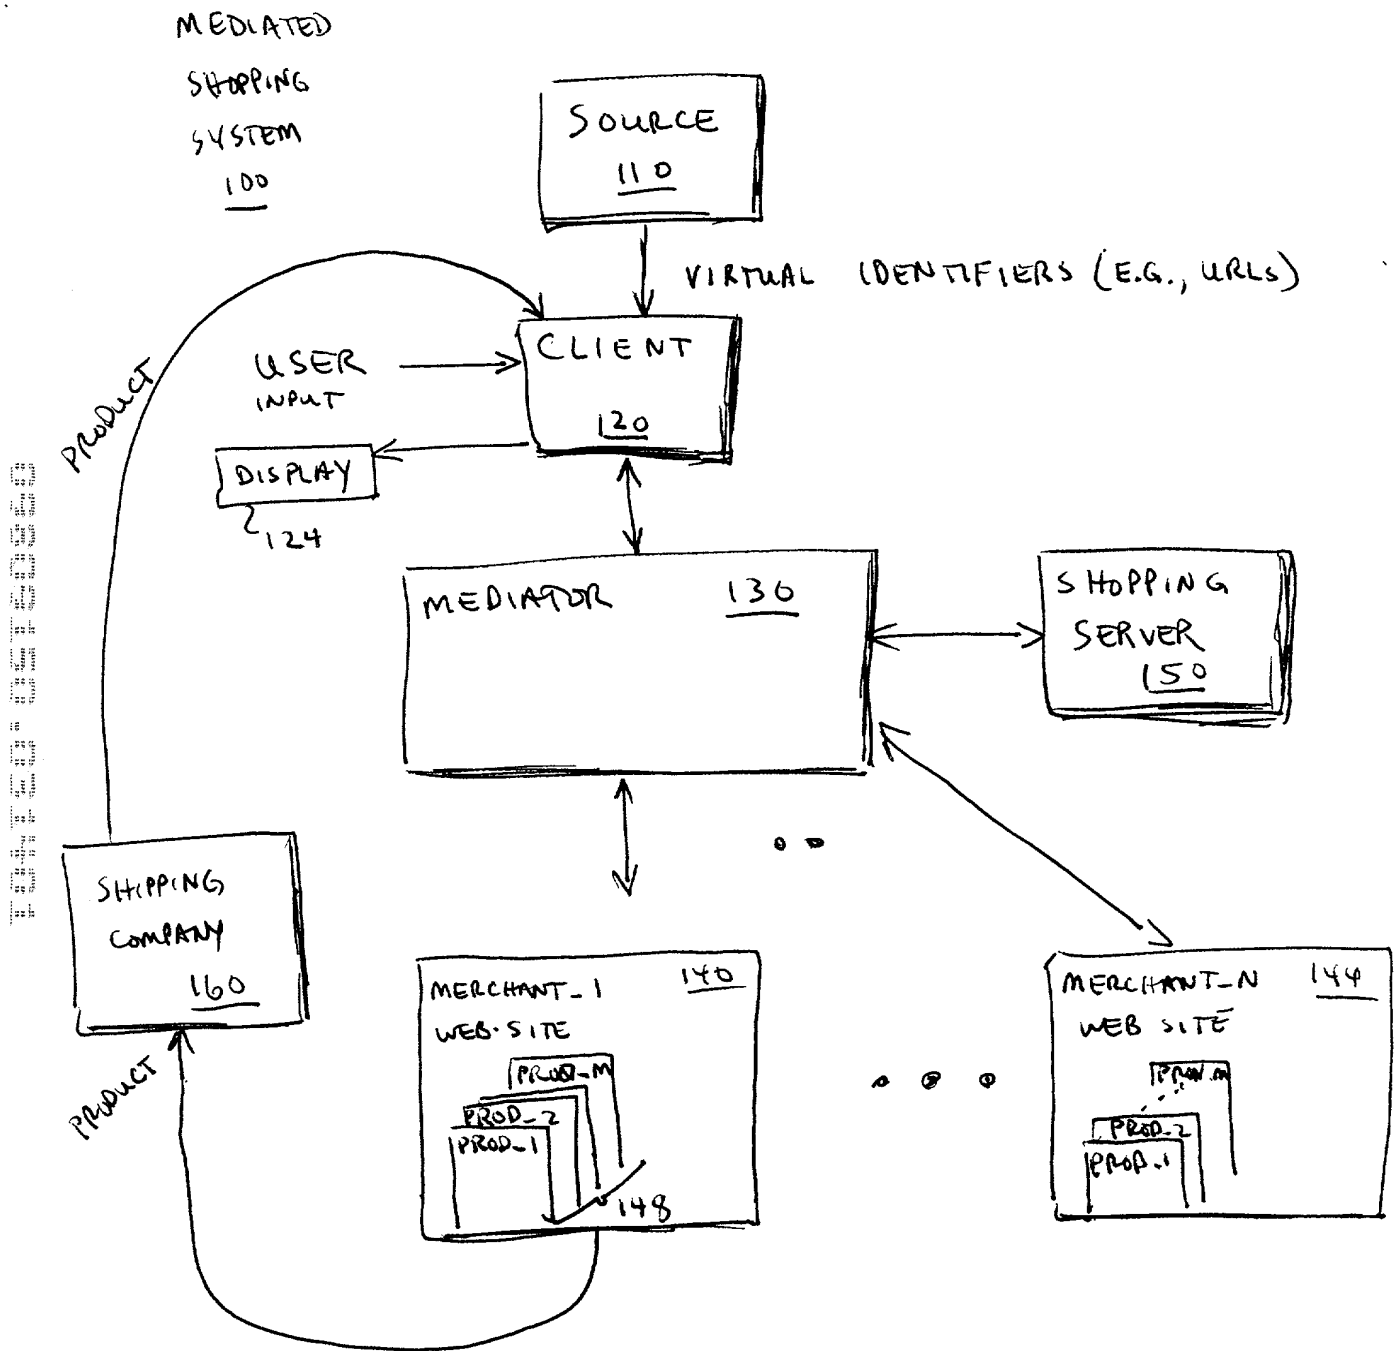 MEDIATED
SHOPPING
SYSTEM
100
SOURCE
110
VIRTUAL IDENTIFIERS (E.G., URLS)
CLIENT
120
USER
INPUT
DISPLAY
124
PRODUCT
MEDIATOR 130
SHOPPING
SERVER
150
SHIPPING
COMPANY
160
PRODUCT
MERCHANT_1 140
WEB-SITE
PROD_M
PROD_2
PROD_1
148
MERCHANT_N 144
WEB SITE
PROD_M
PROD_2
PROD_1